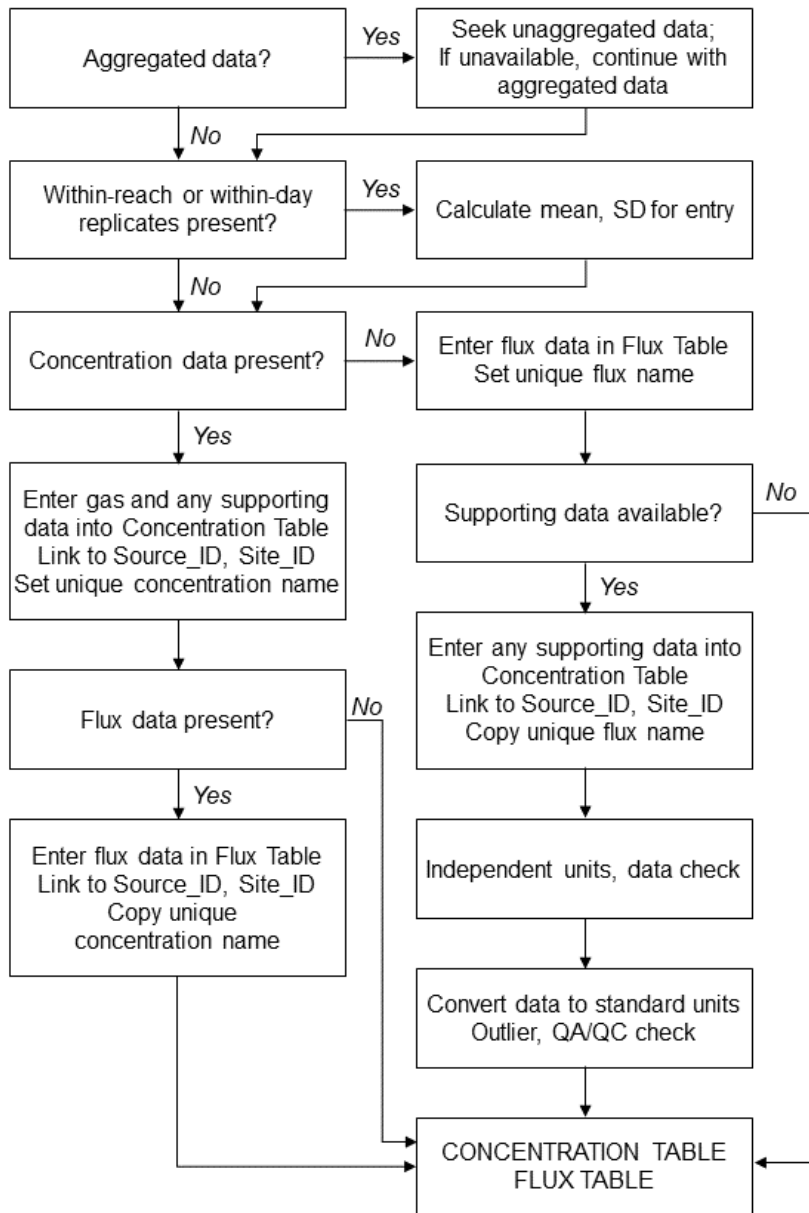 Aggregated data?
Yes
Seek unaggregated data;
If unavailable, continue with
aggregated data
No
Within-reach or within-day
replicates present?
Yes
Calculate mean, SD for entry
No
Concentration data present?
No
Enter flux data in Flux Table
Set unique flux name
Yes
Enter gas and any supporting
data into Concentration Table
Link to Source_ID, Site_ID
Set unique concentration name
Supporting data available?
No
Yes
Flux data present?
No
Enter any supporting data into
Concentration Table
Link to Source_ID, Site_ID
Copy unique flux name
Yes
Enter flux data in Flux Table
Link to Source_ID, Site_ID
Copy unique
concentration name
Independent units, data check
Convert data to standard units
Outlier, QA/QC check
CONCENTRATION TABLE
FLUX TABLE